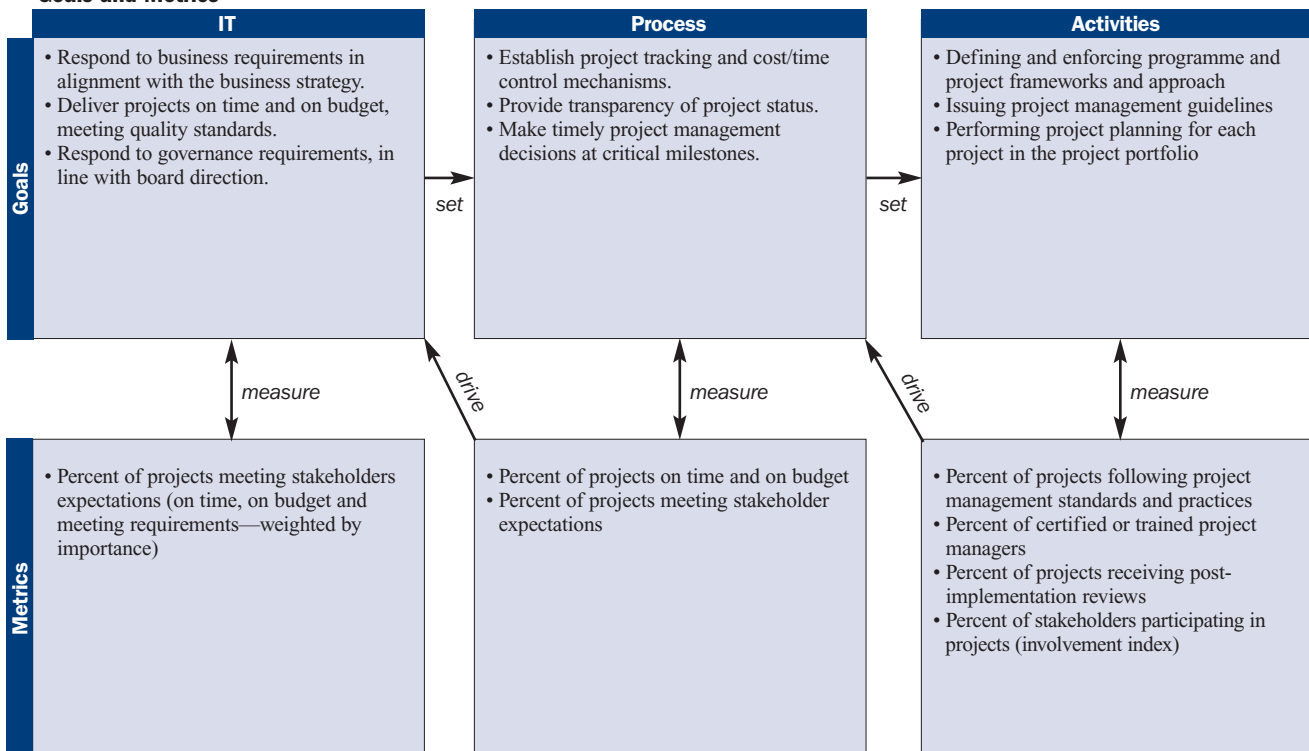 Goals and Metrics
IT
Process
Activities
Goals
• Respond to business requirements in
alignment with the business strategy.
• Deliver projects on time and on budget,
meeting quality standards.
• Respond to governance requirements, in
line with board direction.
set
• Establish project tracking and cost/time
control mechanisms.
• Provide transparency of project status.
• Make timely project management
decisions at critical milestones.
set
• Defining and enforcing programme and
project frameworks and approach
• Issuing project management guidelines
• Performing project planning for each
project in the project portfolio
measure
drive
measure
drive
measure
Metrics
• Percent of projects meeting stakeholders
expectations (on time, on budget and
meeting requirements—weighted by
importance)
• Percent of projects on time and on budget
• Percent of projects meeting stakeholder
expectations
• Percent of projects following project
management standards and practices
• Percent of certified or trained project
managers
• Percent of projects receiving post-
implementation reviews
• Percent of stakeholders participating in
projects (involvement index)